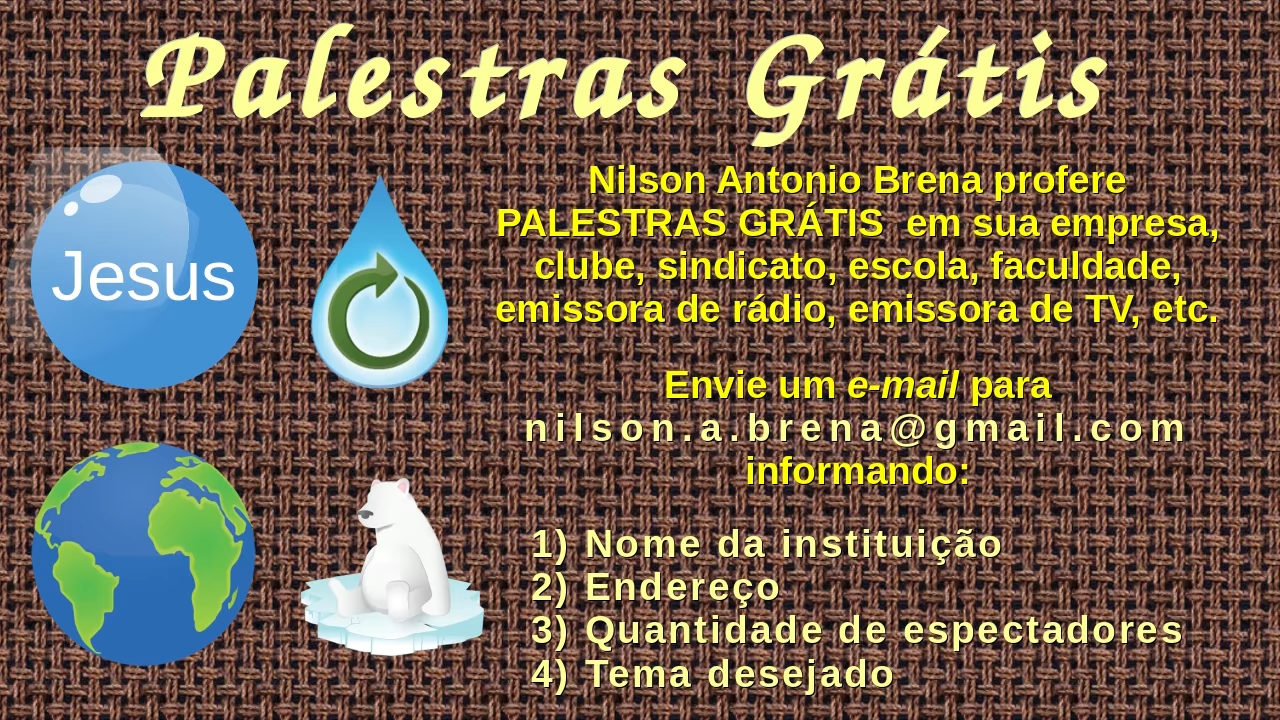 Palestras Grátis
Jesus
Nilson Antonio Brena profere
PALESTRAS GRÁTIS em sua empresa,
clube, sindicato, escola, faculdade,
emissora de rádio, emissora de TV, etc.
Envie um e-mail para
nilson.a.brena@gmail.com
informando:
1) Nome da instituição
2) Endereço
3) Quantidade de espectadores
4) Tema desejado